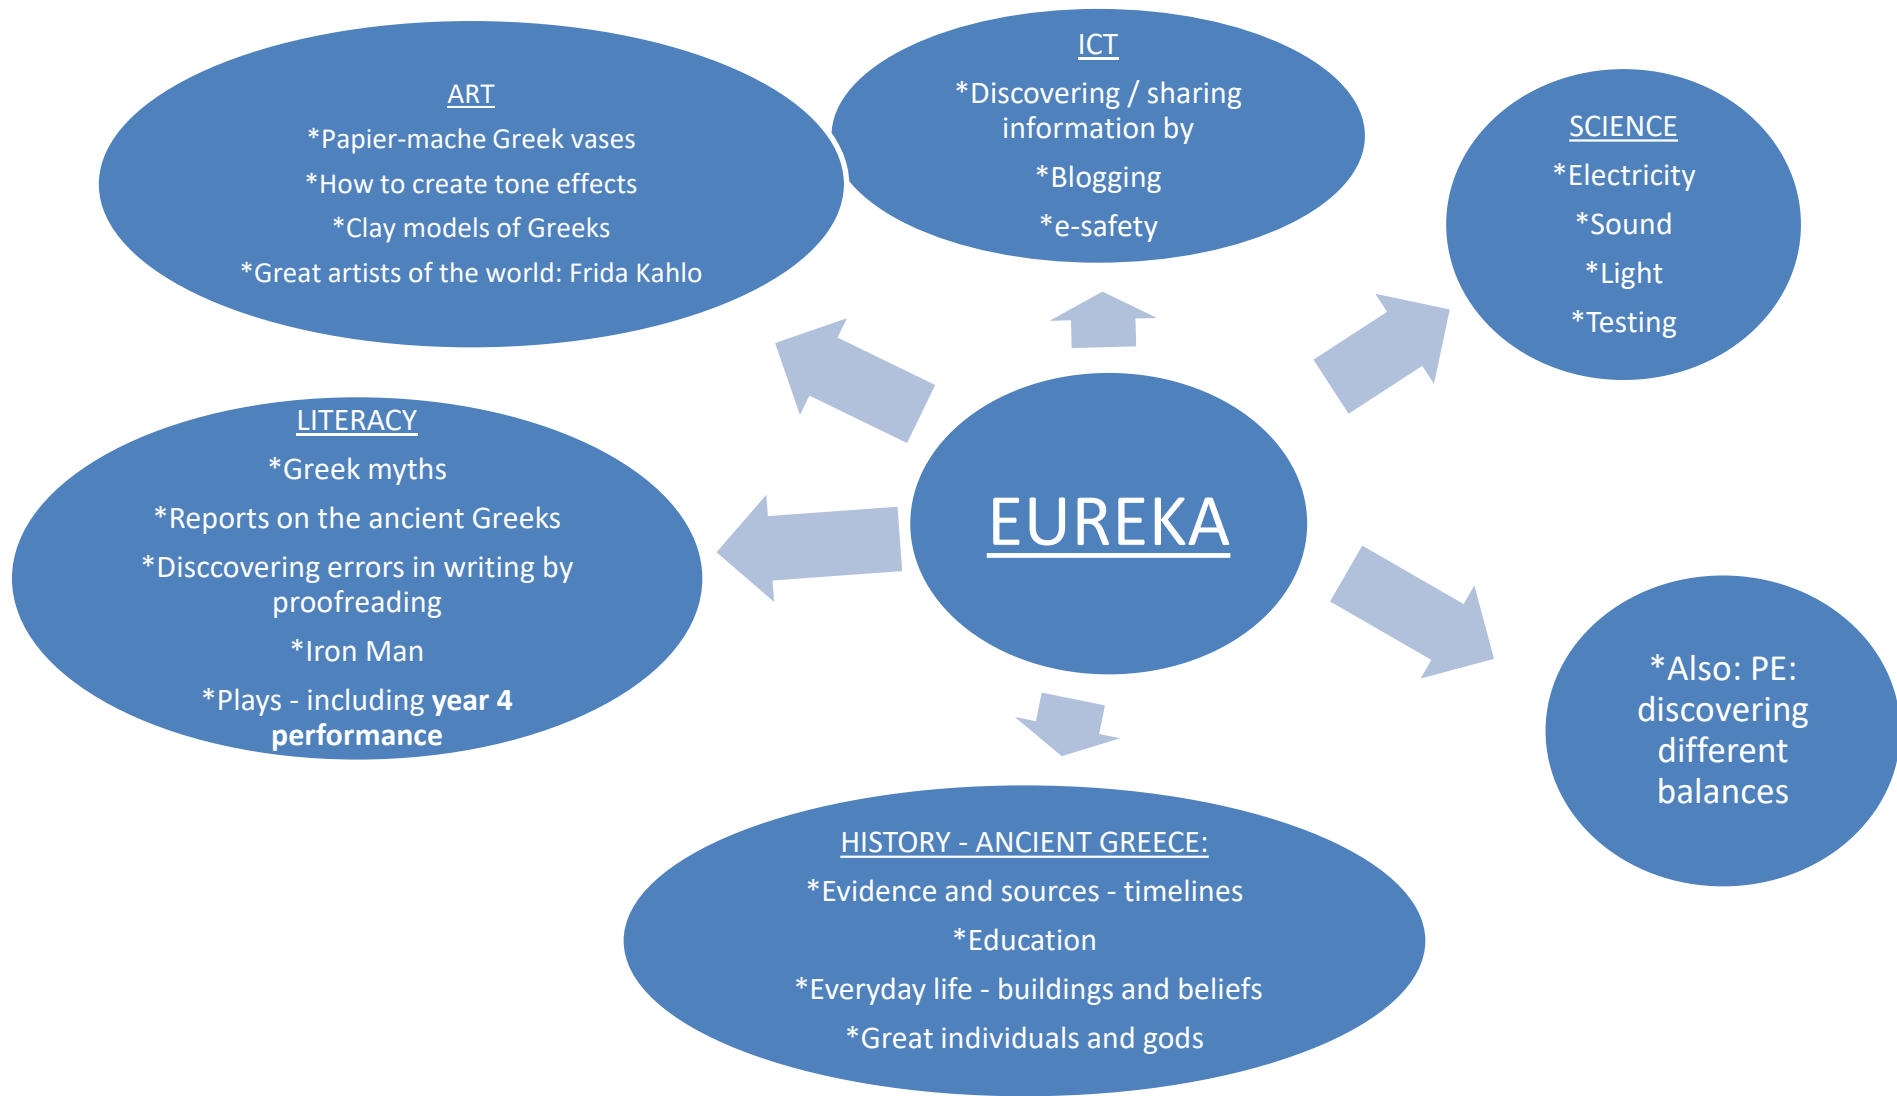 ART
*Papier-mache Greek vases
*How to create tone effects
*Clay models of Greeks
*Great artists of the world: Frida Kahlo
ICT
*Discovering / sharing
information by
*Blogging
*e-safety
SCIENCE
*Electricity
*Sound
*Light
*Testing
LITERACY
*Greek myths
*Reports on the ancient Greeks
*Disccovering errors in writing by
proofreading
*Iron Man
*Plays - including year 4
performance
EUREKA
*Also: PE:
discovering
different
balances
HISTORY - ANCIENT GREECE:
*Evidence and sources - timelines
*Education
*Everyday life - buildings and beliefs
*Great individuals and gods